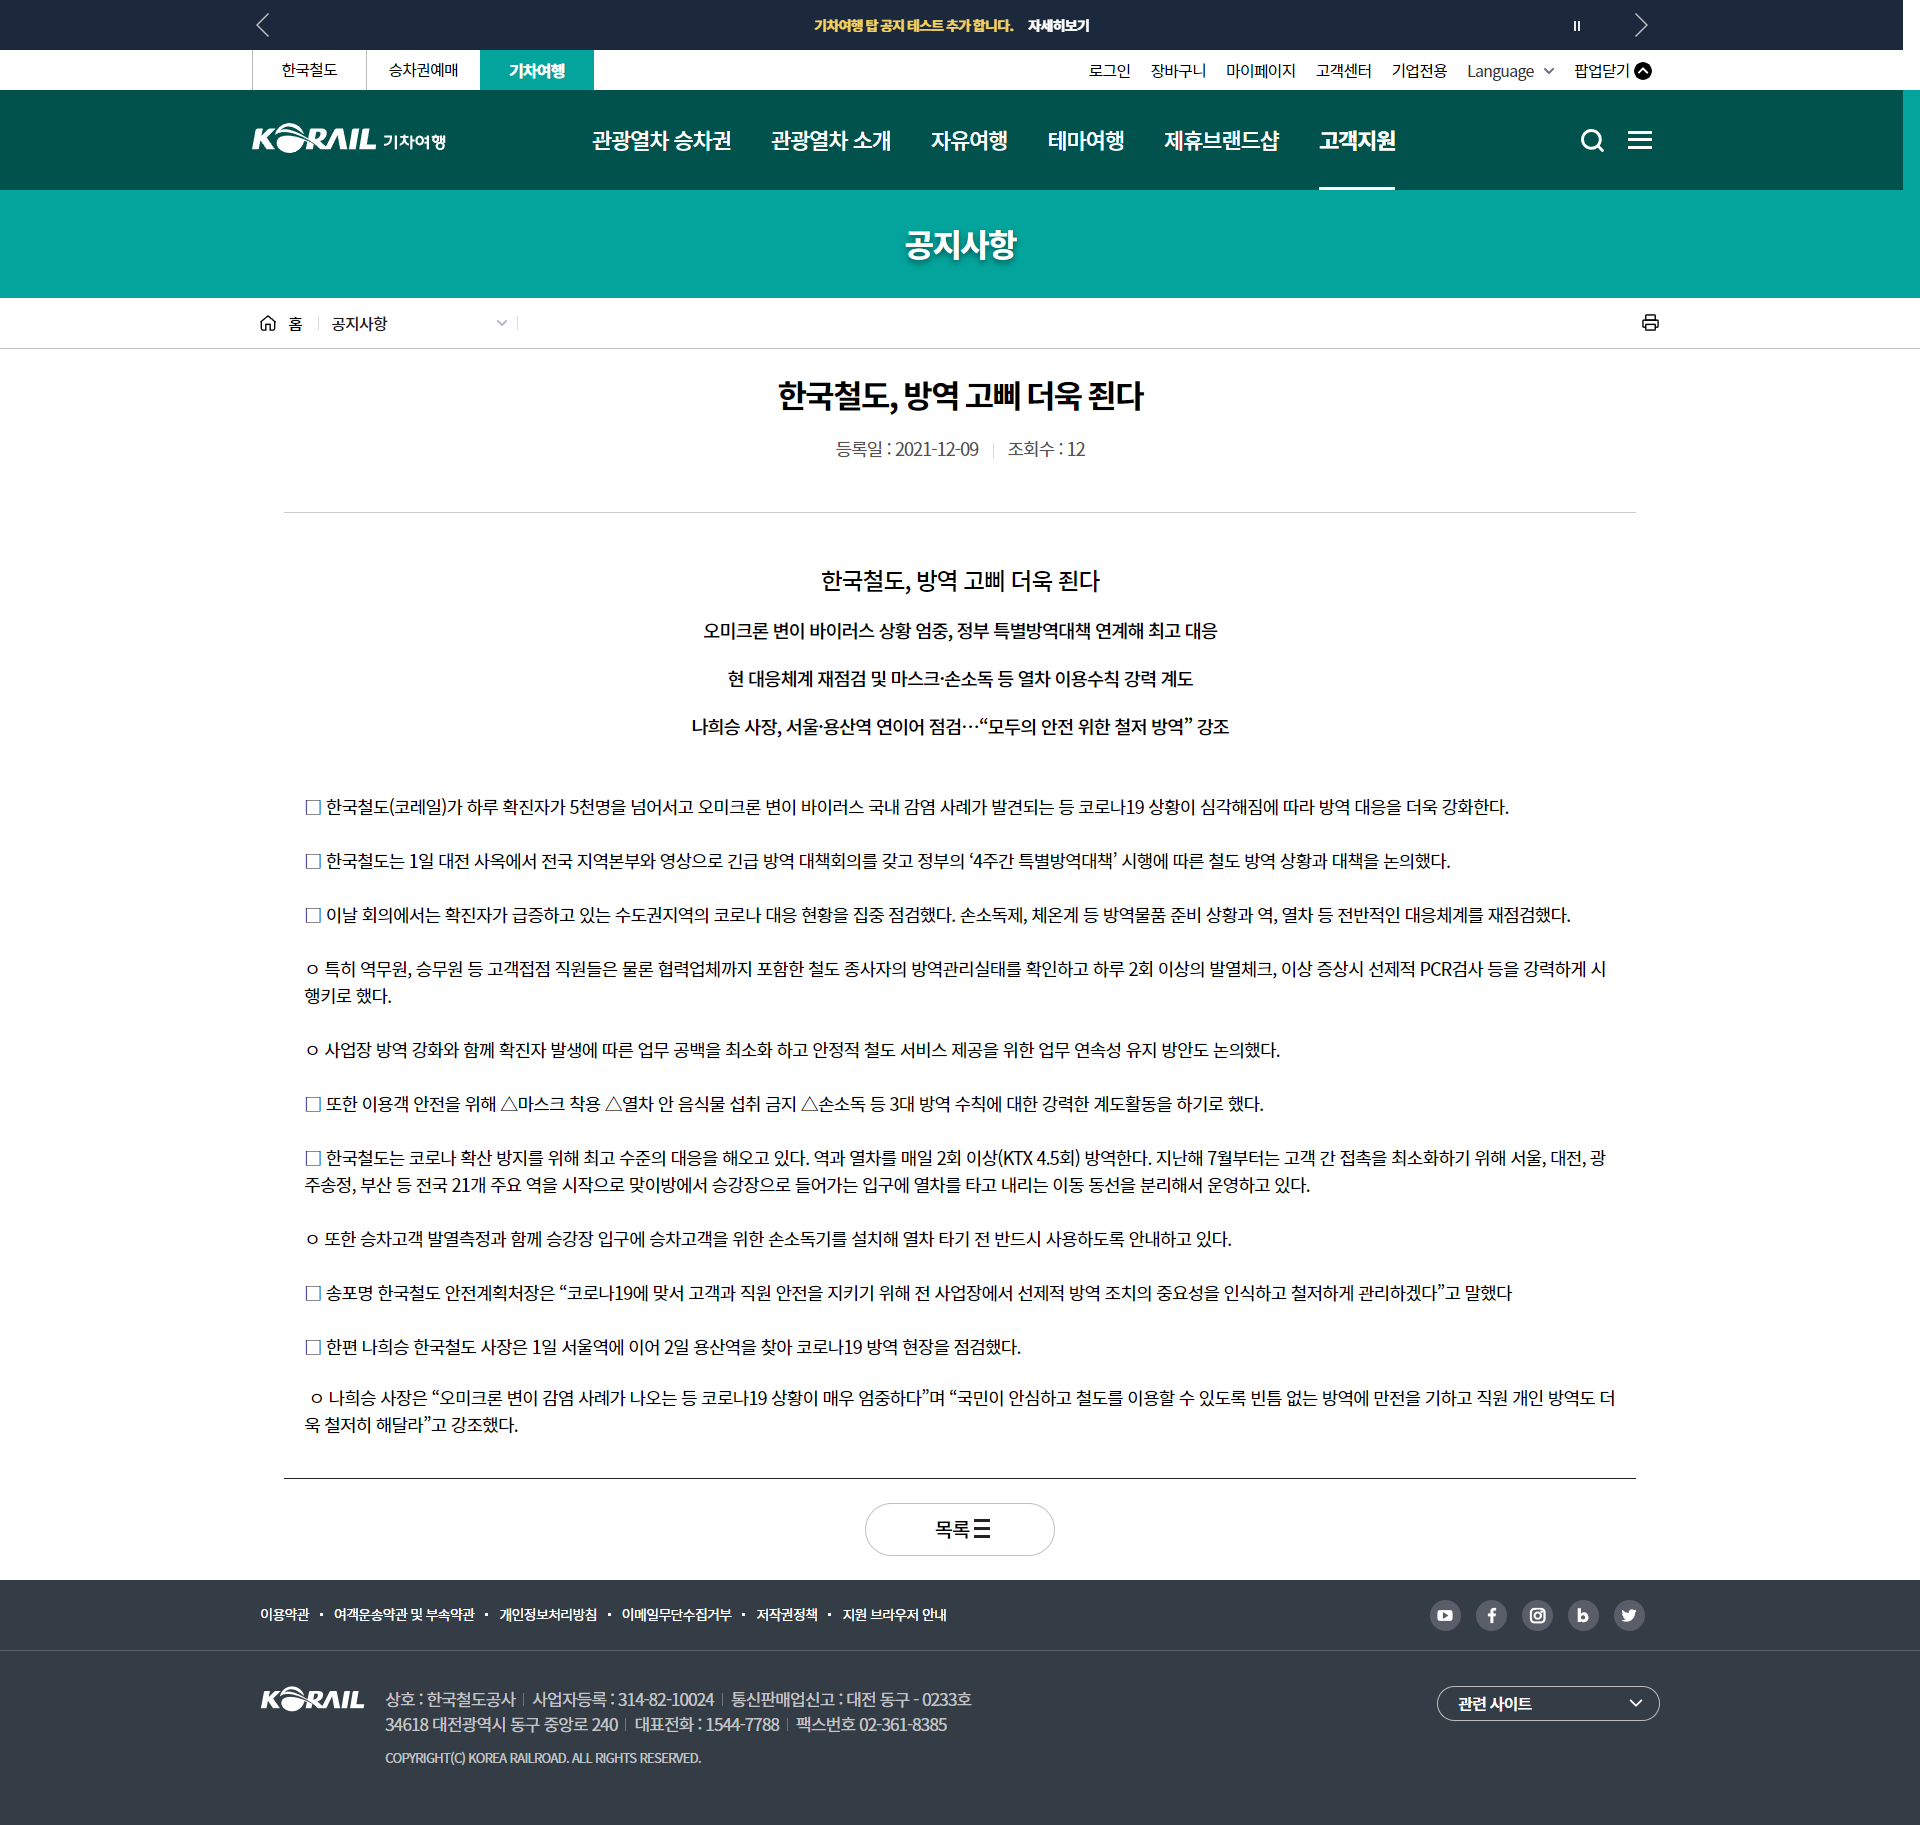 기차여행 탑 공지 테스트 추가 합니다. 자세히보기
한국철도 승차권예매 기차여행 로그인 장바구니 마이페이지 고객센터 기업전용 Language 팝업닫기
KORAIL 기차여행 관광열차 승차권 관광열차 소개 자유여행 테마여행 제휴브랜드샵 고객지원
공지사항
홈 공지사항
한국철도, 방역 고삐 더욱 죈다
등록일 : 2021-12-09 조회수 : 12
한국철도, 방역 고삐 더욱 죈다
오미크론 변이 바이러스 상황 엄중, 정부 특별방역대책 연계해 최고 대응
현 대응체계 재점검 및 마스크·손소독 등 열차 이용수칙 강력 계도
나희승 사장, 서울·용산역 연이어 점검…“모두의 안전 위한 철저 방역” 강조
□ 한국철도(코레일)가 하루 확진자가 5천명을 넘어서고 오미크론 변이 바이러스 국내 감염 사례가 발견되는 등 코로나19 상황이 심각해짐에 따라 방역 대응을 더욱 강화한다.
□ 한국철도는 1일 대전 사옥에서 전국 지역본부와 영상으로 긴급 방역 대책회의를 갖고 정부의 ‘4주간 특별방역대책’ 시행에 따른 철도 방역 상황과 대책을 논의했다.
□ 이날 회의에서는 확진자가 급증하고 있는 수도권지역의 코로나 대응 현황을 집중 점검했다. 손소독제, 체온계 등 방역물품 준비 상황과 역, 열차 등 전반적인 대응체계를 재점검했다.
ㅇ 특히 역무원, 승무원 등 고객접점 직원들은 물론 협력업체까지 포함한 철도 종사자의 방역관리실태를 확인하고 하루 2회 이상의 발열체크, 이상 증상시 선제적 PCR검사 등을 강력하게 시
행키로 했다.
ㅇ 사업장 방역 강화와 함께 확진자 발생에 따른 업무 공백을 최소화 하고 안정적 철도 서비스 제공을 위한 업무 연속성 유지 방안도 논의했다.
□ 또한 이용객 안전을 위해 △마스크 착용 △열차 안 음식물 섭취 금지 △손소독 등 3대 방역 수칙에 대한 강력한 계도활동을 하기로 했다.
□ 한국철도는 코로나 확산 방지를 위해 최고 수준의 대응을 해오고 있다. 역과 열차를 매일 2회 이상(KTX 4.5회) 방역한다. 지난해 7월부터는 고객 간 접촉을 최소화하기 위해 서울, 대전, 광
주송정, 부산 등 전국 21개 주요 역을 시작으로 맞이방에서 승강장으로 들어가는 입구에 열차를 타고 내리는 이동 동선을 분리해서 운영하고 있다.
ㅇ 또한 승차고객 발열측정과 함께 승강장 입구에 승차고객을 위한 손소독기를 설치해 열차 타기 전 반드시 사용하도록 안내하고 있다.
□ 송포명 한국철도 안전계획처장은 “코로나19에 맞서 고객과 직원 안전을 지키기 위해 전 사업장에서 선제적 방역 조치의 중요성을 인식하고 철저하게 관리하겠다”고 말했다
□ 한편 나희승 한국철도 사장은 1일 서울역에 이어 2일 용산역을 찾아 코로나19 방역 현장을 점검했다.
ㅇ 나희승 사장은 “오미크론 변이 감염 사례가 나오는 등 코로나19 상황이 매우 엄중하다”며 “국민이 안심하고 철도를 이용할 수 있도록 빈틈 없는 방역에 만전을 기하고 직원 개인 방역도 더
욱 철저히 해달라”고 강조했다.
목록
이용약관 · 여객운송약관 및 부속약관 · 개인정보처리방침 · 이메일무단수집거부 · 저작권정책 · 지원 브라우저 안내
KORAIL 상호 : 한국철도공사 사업자등록 : 314-82-10024 통신판매업신고 : 대전 동구 - 0233호 관련 사이트
34618 대전광역시 동구 중앙로 240 대표전화 : 1544-7788 팩스번호 02-361-8385
COPYRIGHT(C) KOREA RAILROAD. ALL RIGHTS RESERVED.